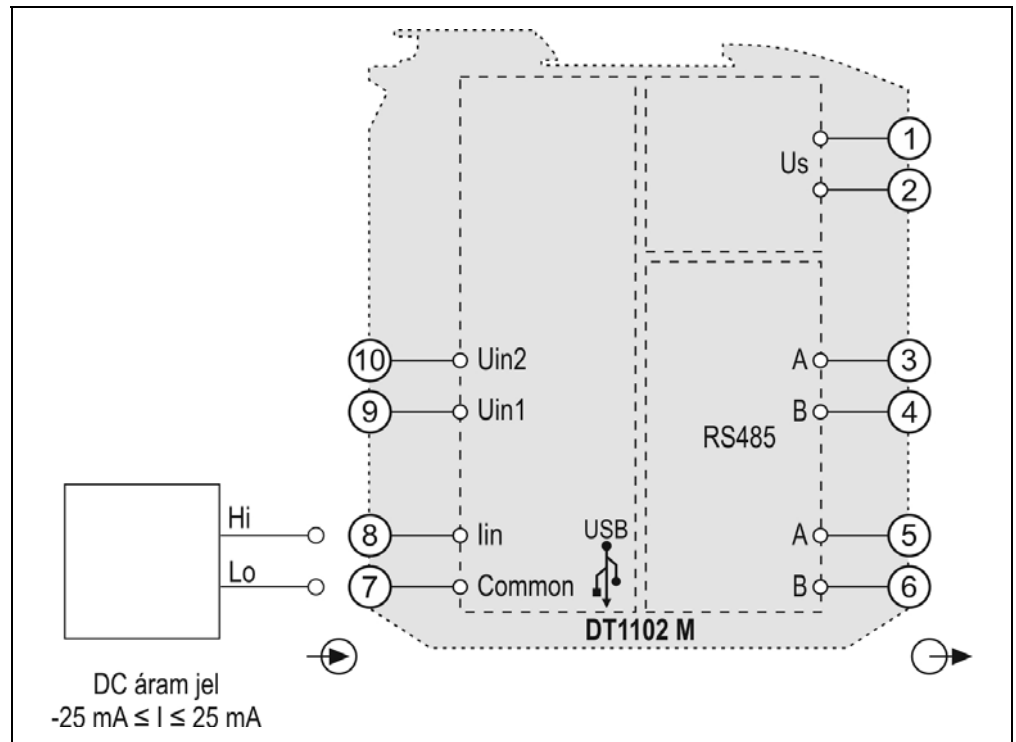 1
Us
2
10 Uin2 A 3
9 Uin1 B 4
RS485
Hi 8 Iin USB A 5
Lo 7 Common B 6
DT1102 M
DC áram jel
-25 mA ≤ I ≤ 25 mA